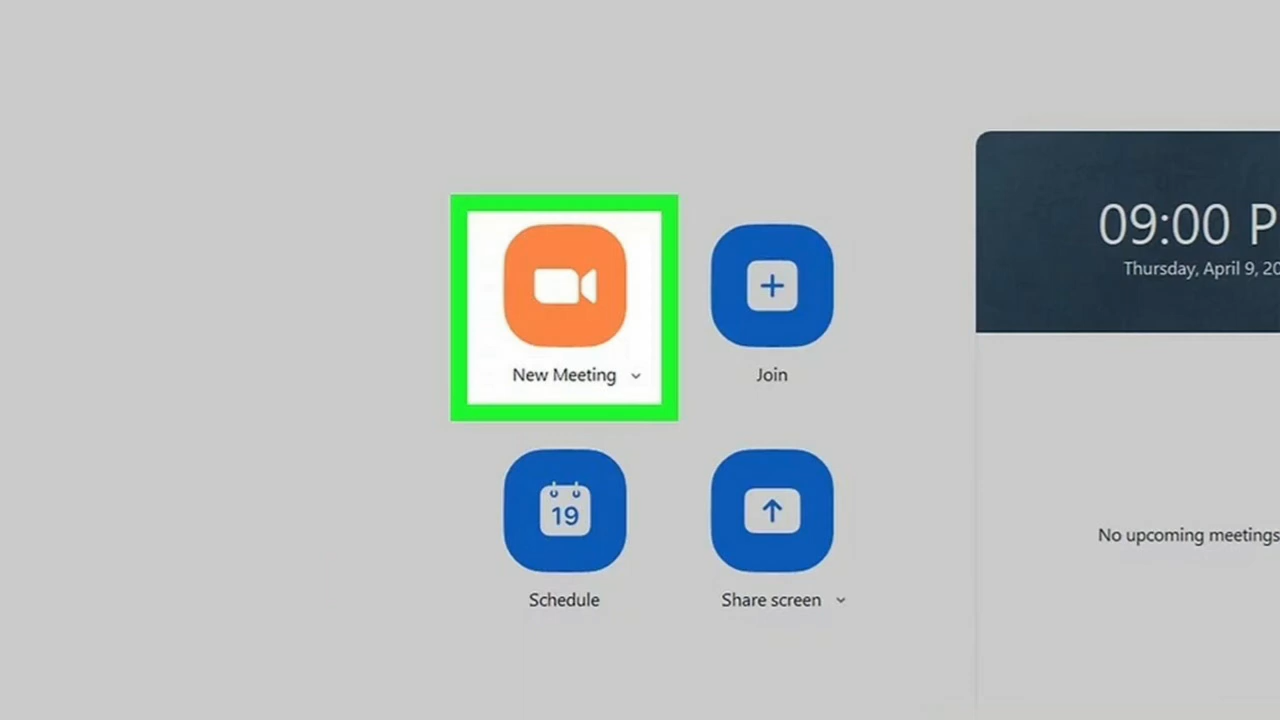 09:00 P
Thursday, April 9, 20
New Meeting
Join
19
Schedule
Share screen
No upcoming meetings